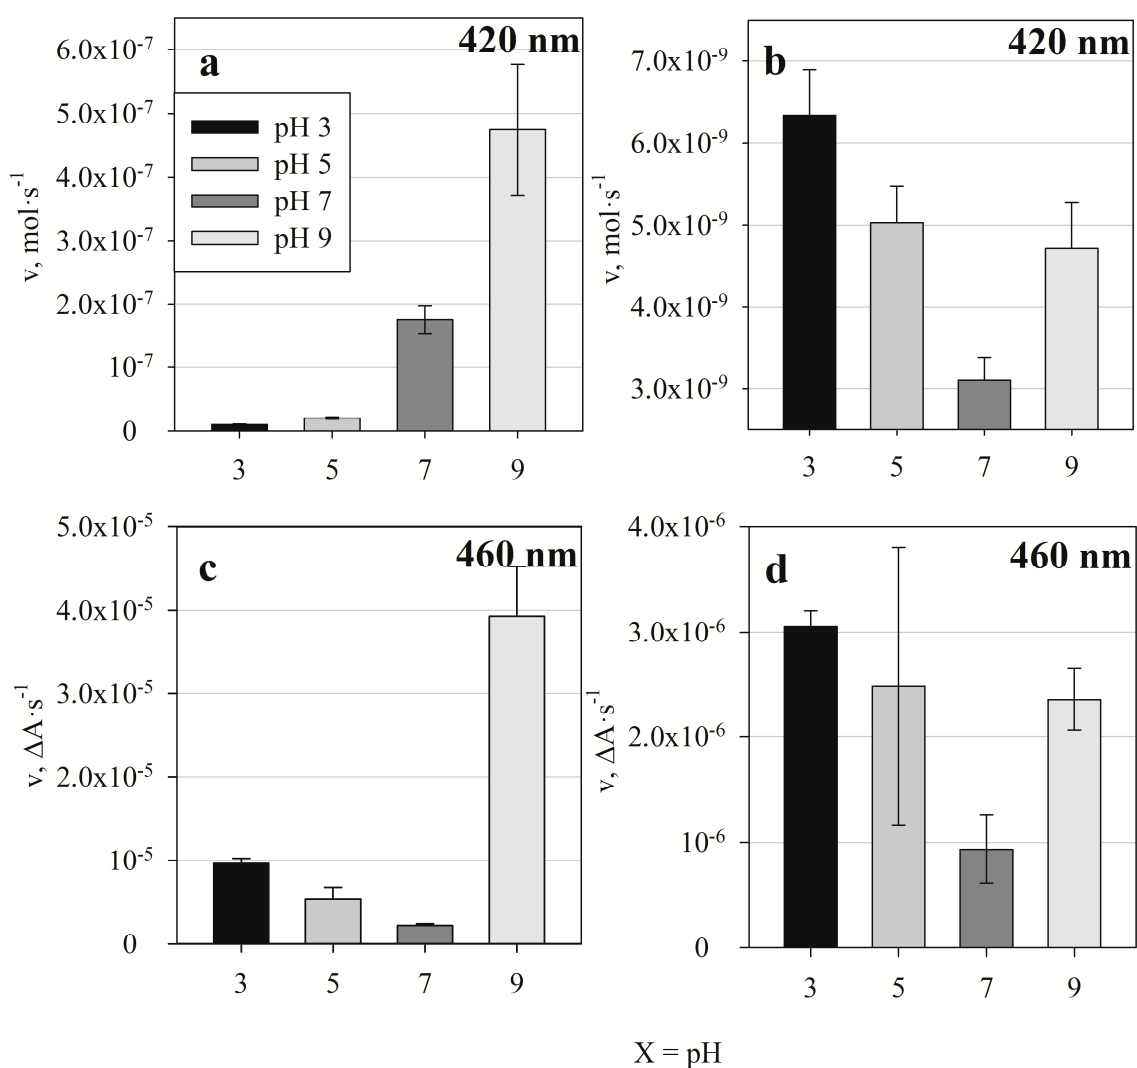 a
420 nm
6.0x10⁻⁷
5.0x10⁻⁷
4.0x10⁻⁷
3.0x10⁻⁷
2.0x10⁻⁷
10⁻⁷
0
v, mol·s⁻¹
pH 3
pH 5
pH 7
pH 9
3 5 7 9
b
420 nm
7.0x10⁻⁹
6.0x10⁻⁹
5.0x10⁻⁹
4.0x10⁻⁹
3.0x10⁻⁹
v, mol·s⁻¹
3 5 7 9
c
460 nm
5.0x10⁻⁵
4.0x10⁻⁵
3.0x10⁻⁵
2.0x10⁻⁵
10⁻⁵
0
v, ΔA·s⁻¹
3 5 7 9
d
460 nm
4.0x10⁻⁶
3.0x10⁻⁶
2.0x10⁻⁶
10⁻⁶
0
v, ΔA·s⁻¹
3 5 7 9
X = pH